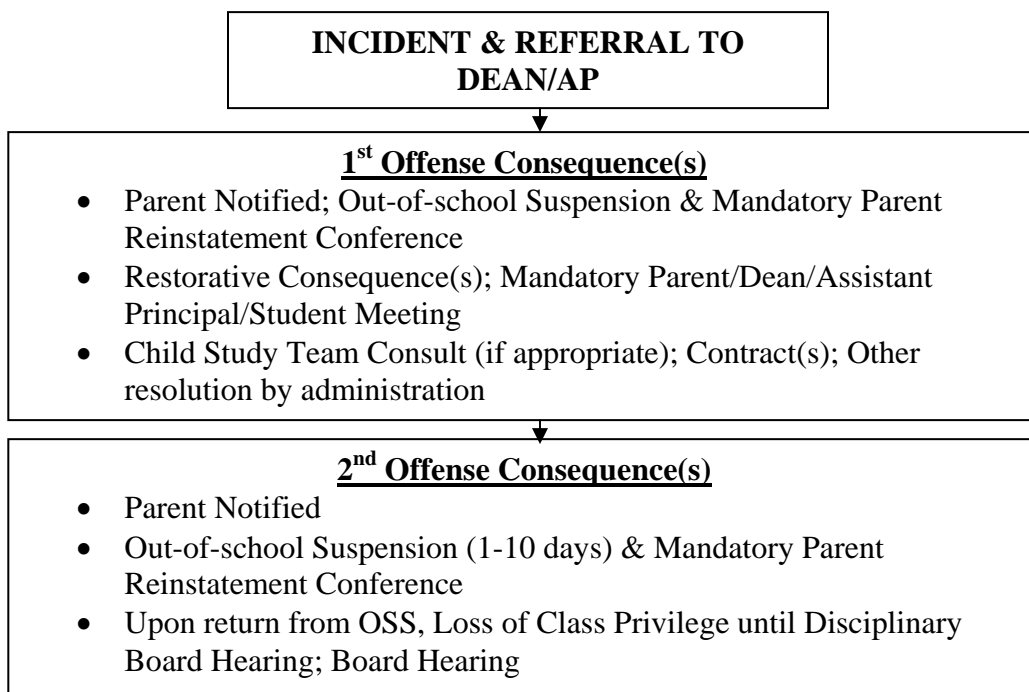 INCIDENT & REFERRAL TO
DEAN/AP
1st Offense Consequence(s)
• Parent Notified; Out-of-school Suspension & Mandatory Parent
Reinstatement Conference
• Restorative Consequence(s); Mandatory Parent/Dean/Assistant
Principal/Student Meeting
• Child Study Team Consult (if appropriate); Contract(s); Other
resolution by administration
2nd Offense Consequence(s)
• Parent Notified
• Out-of-school Suspension (1-10 days) & Mandatory Parent
Reinstatement Conference
• Upon return from OSS, Loss of Class Privilege until Disciplinary
Board Hearing; Board Hearing